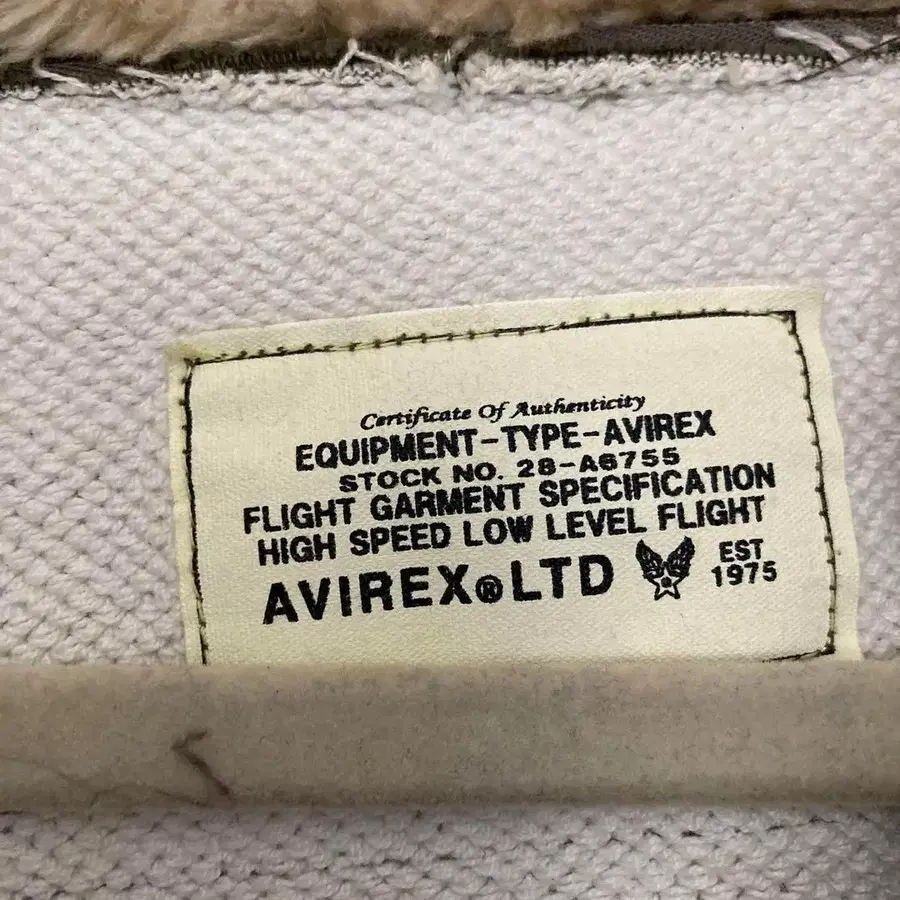 Certificate Of Authenticity
EQUIPMENT-TYPE-AVIREX
STOCK NO. 28-A6755
FLIGHT GARMENT SPECIFICATION
HIGH SPEED LOW LEVEL FLIGHT
AVIREX®LTD EST 1975